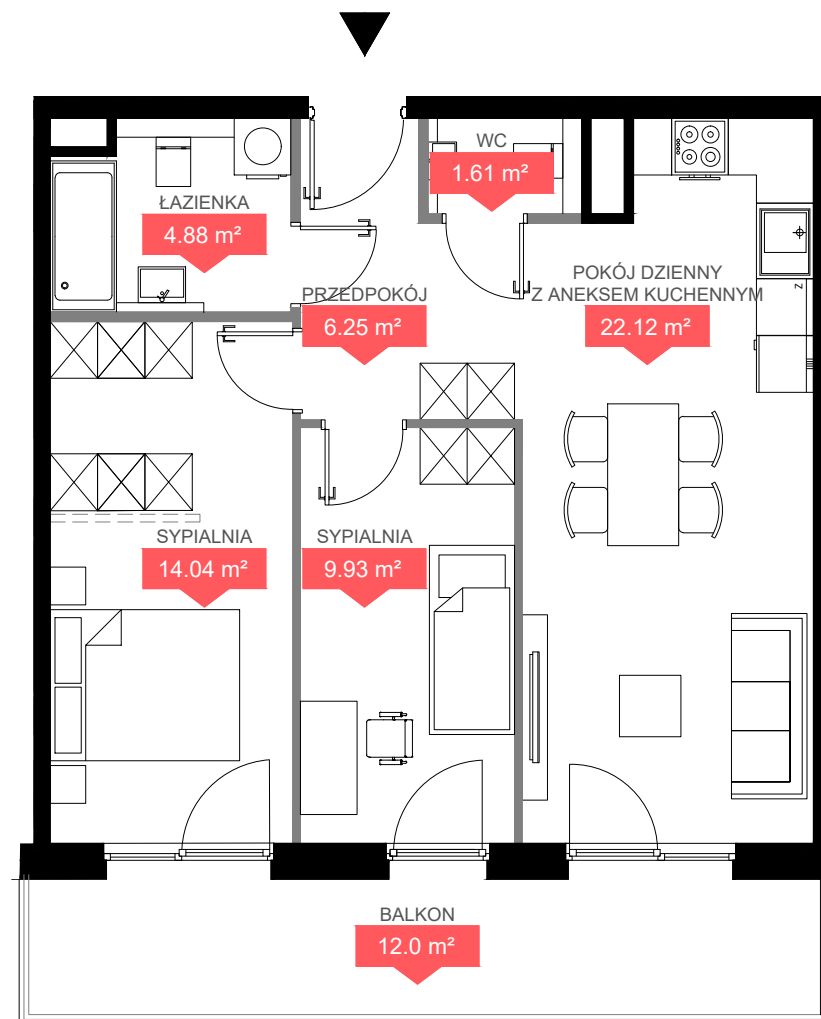 WC
1.61 m²
ŁAZIENKA
4.88 m²
PRZEDPOKÓJ
6.25 m²
POKÓJ DZIENNY
Z ANEKSEM KUCHENNYM
22.12 m²
Z
SYPIALNIA
14.04 m²
SYPIALNIA
9.93 m²
BALKON
12.0 m²